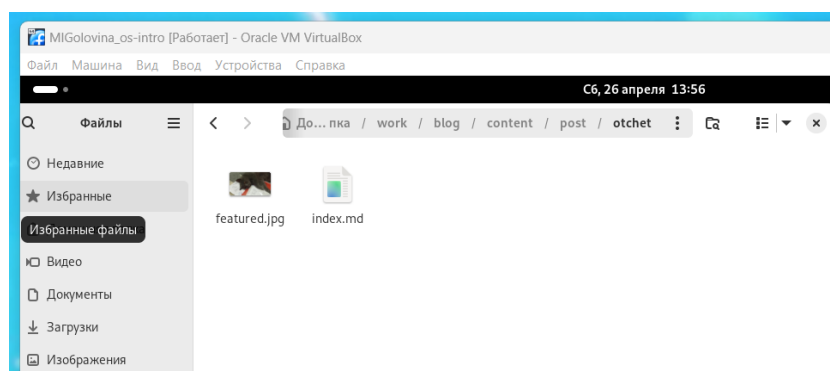 MIGolovina_os-intro [Работает] - Oracle VM VirtualBox
Файл Машина Вид Ввод Устройства Справка
Сб, 26 апреля 13:56
Файлы
До… пка / work / blog / content / post / otchet
Недавние
Избранные
Избранные файлы
Видео
Документы
Загрузки
Изображения
featured.jpg
index.md